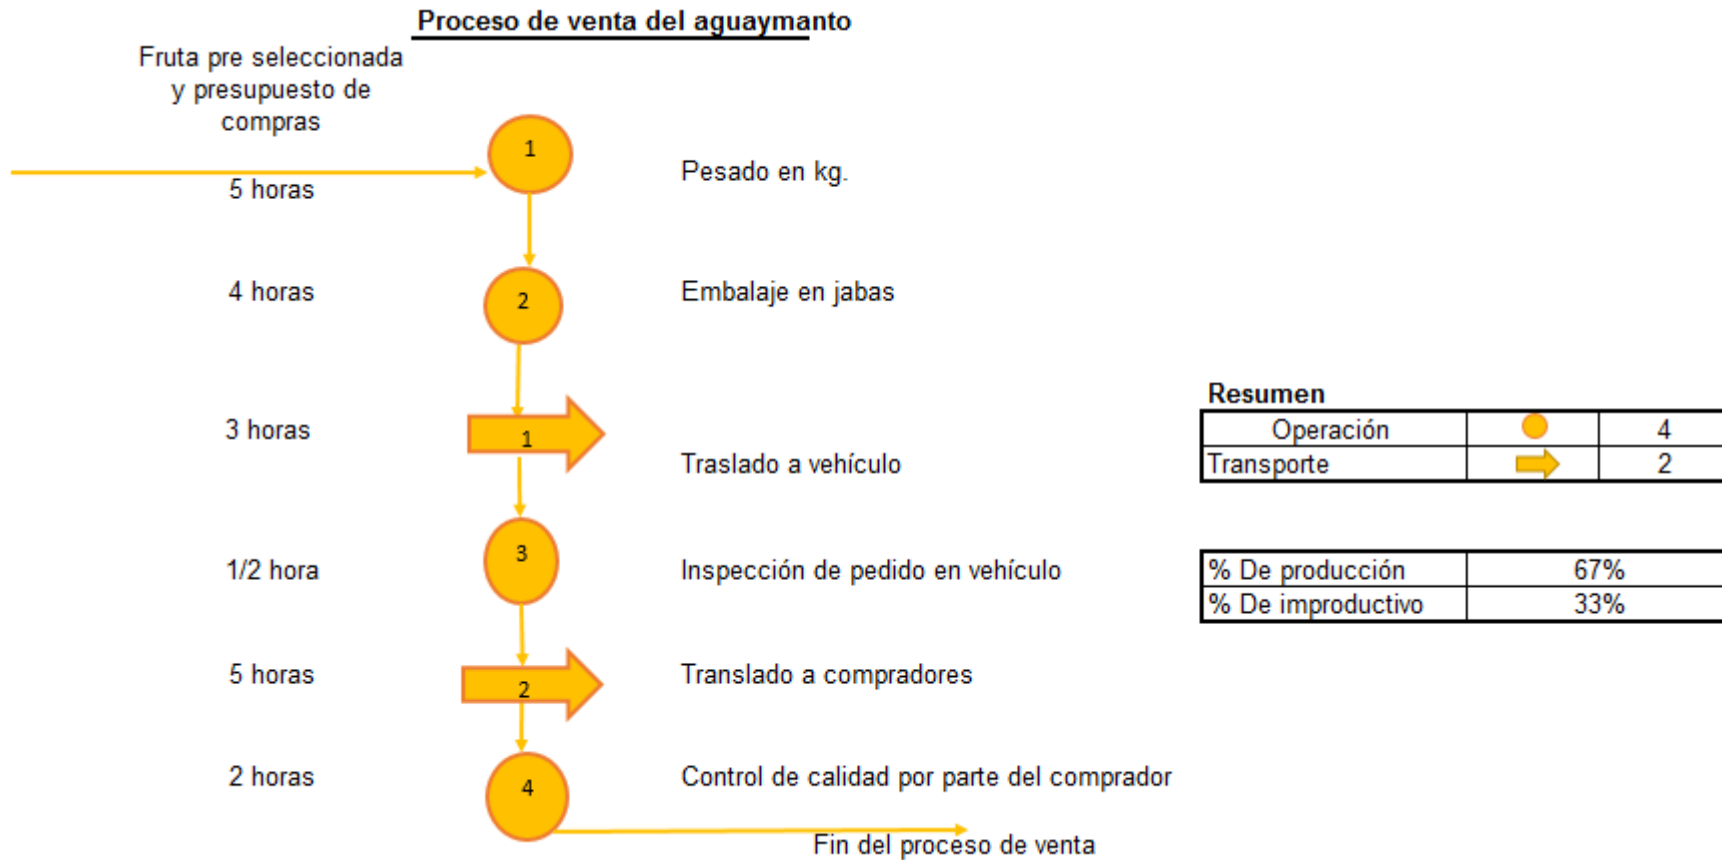 Proceso de venta del aguaymanto
Fruta pre seleccionada
y presupuesto de
compras
1
5 horas
Pesado en kg.
4 horas
2
Embalaje en jabas
3 horas
1
Traslado a vehículo
1/2 hora
3
Inspección de pedido en vehículo
5 horas
2
Translado a compradores
2 horas
4
Control de calidad por parte del comprador
Fin del proceso de venta
Resumen
Operación 4
Transporte 2
% De producción 67%
% De improductivo 33%